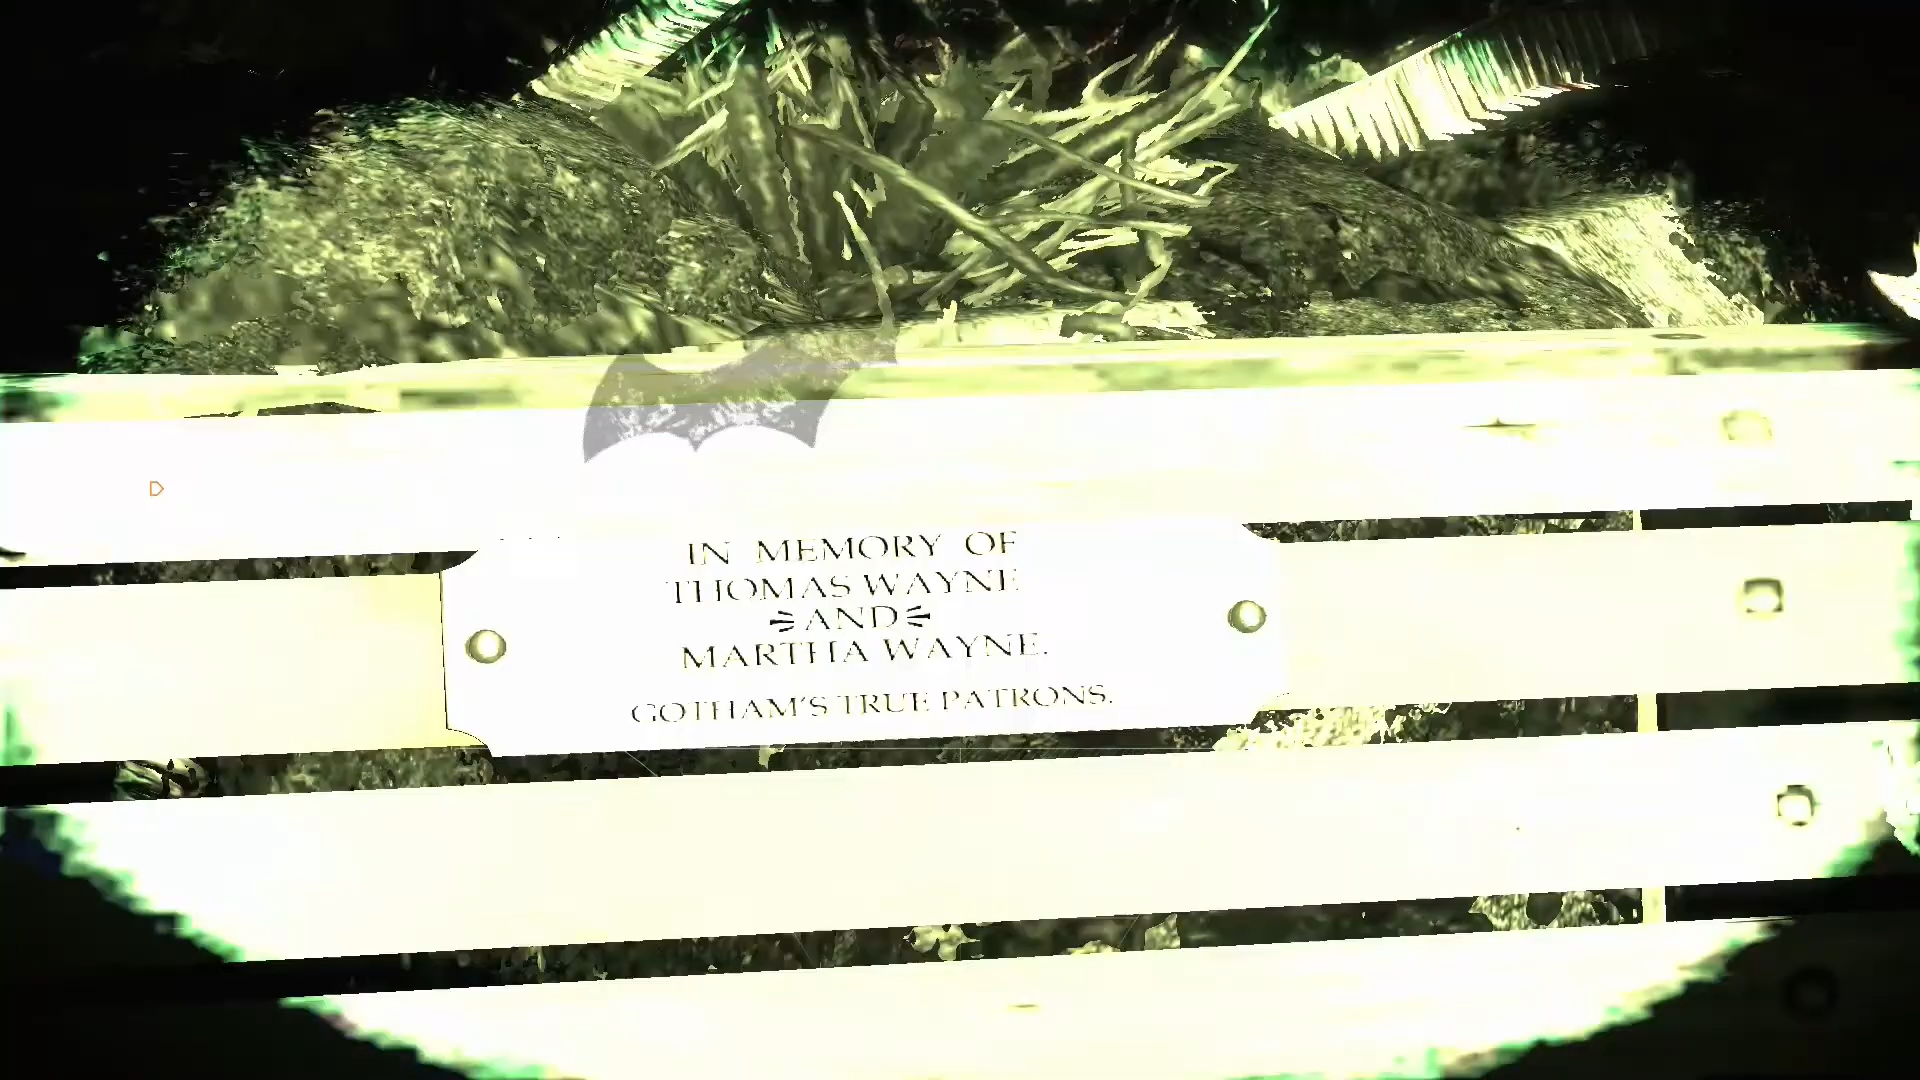 IN MEMORY OF
THOMAS WAYNE
AND
MARTHA WAYNE.
GOTHAM'S TRUE PATRONS.